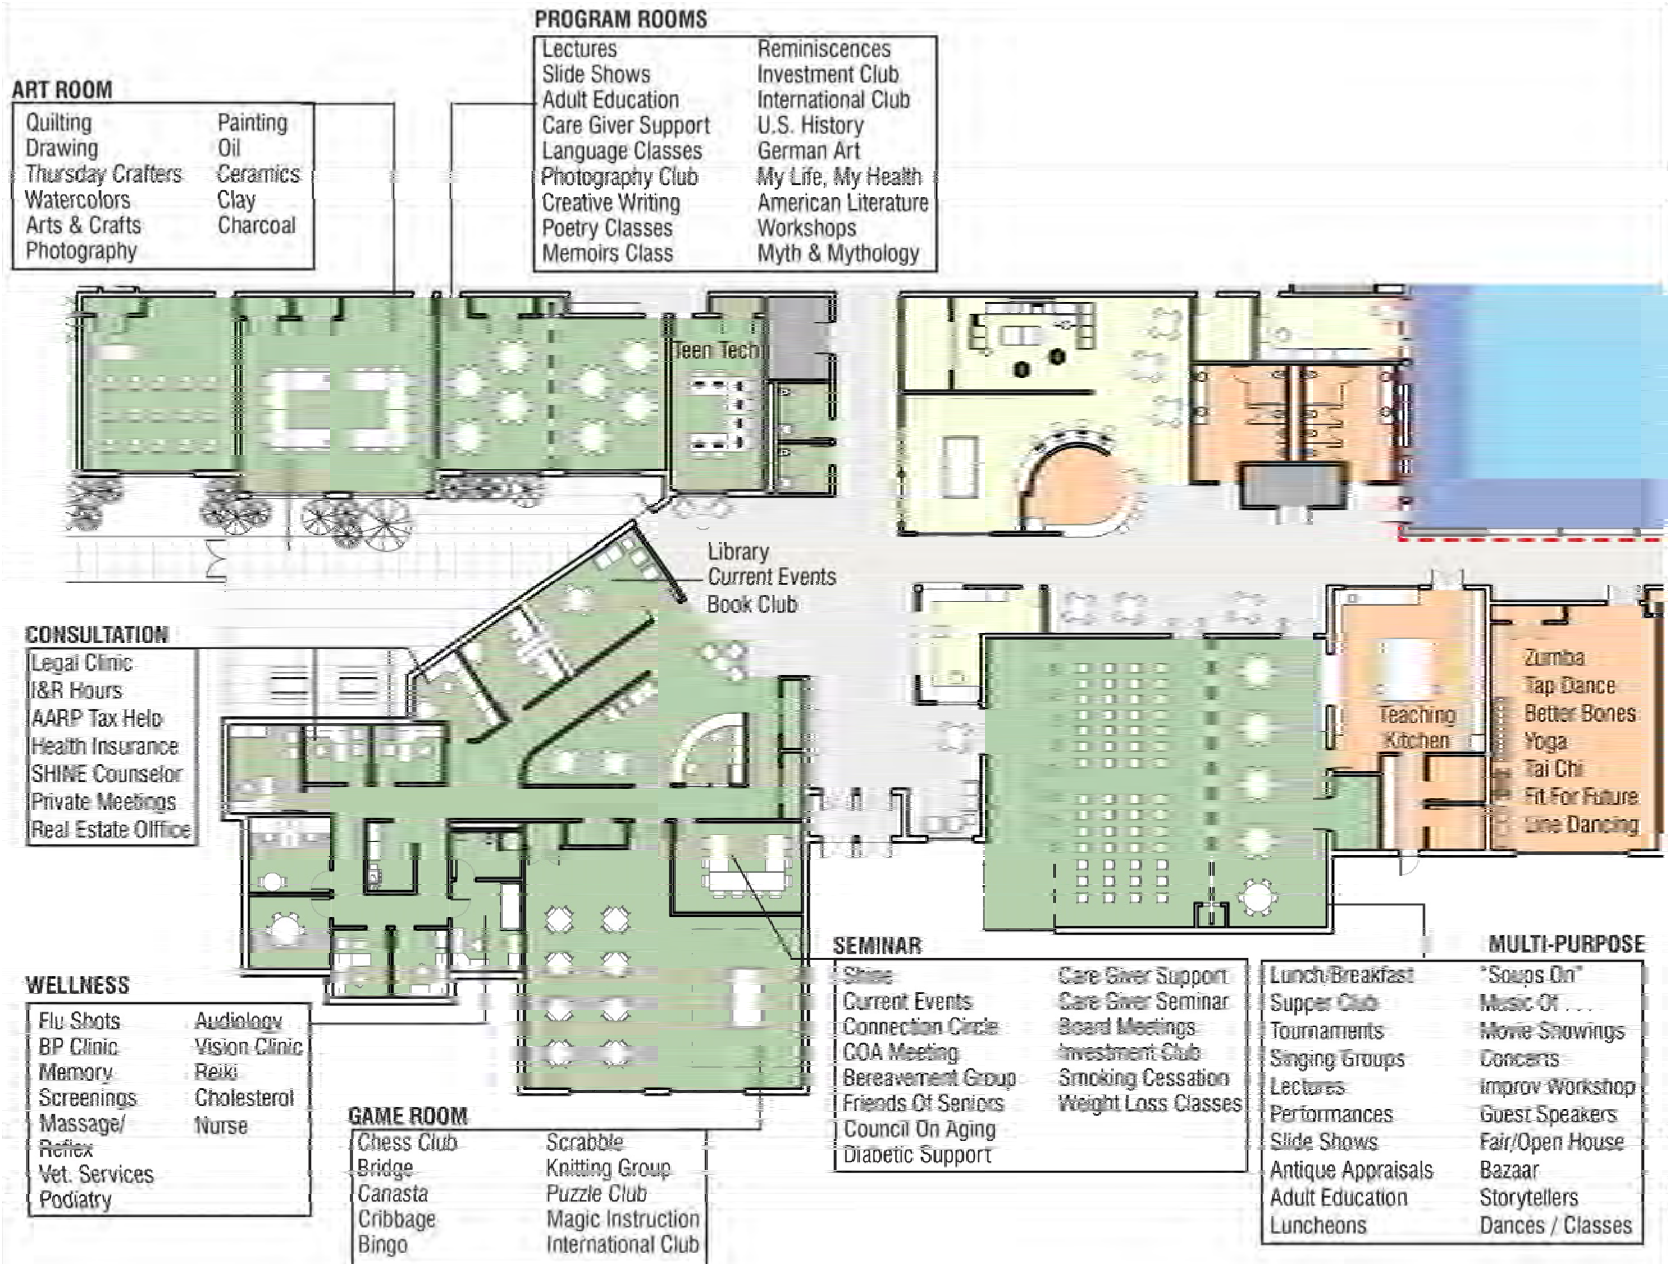 PROGRAM ROOMS
Lectures
Slide Shows
Adult Education
Care Giver Support
Language Classes
Photography Club
Creative Writing
Poetry Classes
Memoirs Class
Reminiscences
Investment Club
International Club
U.S. History
German Art
My Life, My Health
American Literature
Workshops
Myth & Mythology
ART ROOM
Quilting
Drawing
Thursday Crafters
Watercolors
Arts & Crafts
Photography
Painting
Oil
Ceramics
Clay
Charcoal
Teen Tech
Library
Current Events
Book Club
CONSULTATION
Legal Clinic
I&R Hours
AARP Tax Help
Health Insurance
SHINE Counselor
Private Meetings
Real Estate Olffice
Teaching
Kitchen
Zumba
Tap Dance
Better Bones
Yoga
Tai Chi
Fit For Future
Line Dancing
WELLNESS
Flu Shots
BP Clinic
Memory
Screenings
Massage/
Reflex
Vet. Services
Podiatry
Audiology
Vision Clinic
Reiki
Cholesterol
Nurse
GAME ROOM
Chess Club
Bridge
Canasta
Cribbage
Bingo
Scrabble
Knitting Group
Puzzle Club
Magic Instruction
International Club
SEMINAR
Shine
Current Events
Connection Circle
COA Meeting
Bereavement Group
Friends Of Seniors
Council On Aging
Diabetic Support
Care Giver Support
Care Giver Seminar
Board Meetings
Investment Club
Smoking Cessation
Weight Loss Classes
MULTI-PURPOSE
Lunch/Breakfast
Supper Club
Tournaments
Singing Groups
Lectures
Performances
Slide Shows
Antique Appraisals
Adult Education
Luncheons
"Soups On"
Music Of . . .
Movie Showings
Concerts
Improv Workshop
Guest Speakers
Fair/Open House
Bazaar
Storytellers
Dances / Classes